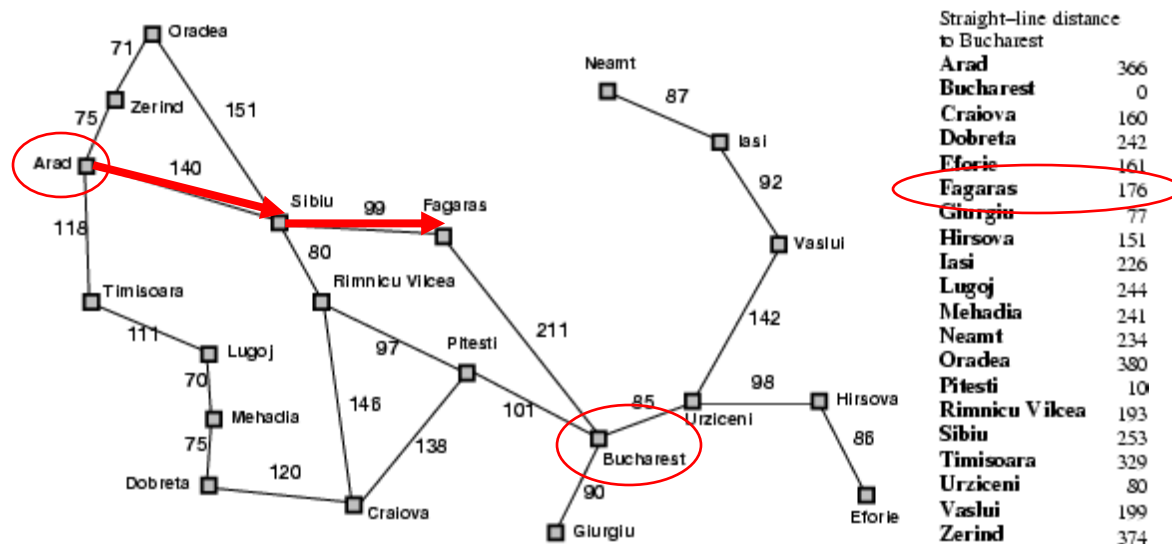 Oradea
71
Neamt
87
Zerind
151
75
Iasi
Arad
140
92
Sibiu
99
Fagaras
118
Vaslui
80
Rimnicu Vilcea
Timisoara
142
111
211
Lugoj
97
Pitesti
70
98
Hirsova
146
101
85
Urziceni
Mehadia
86
75
138
Bucharest
120
90
Dobreta
Craiova
Eforie
Giurgiu
Straight-line distance
to Bucharest
Arad 366
Bucharest 0
Craiova 160
Dobreta 242
Eforie 161
Fagaras 176
Giurgiu 77
Hirsova 151
Iasi 226
Lugoj 244
Mehadia 241
Neamt 234
Oradea 380
Pitesti 10
Rimnicu Vilcea 193
Sibiu 253
Timisoara 329
Urziceni 80
Vaslui 199
Zerind 374